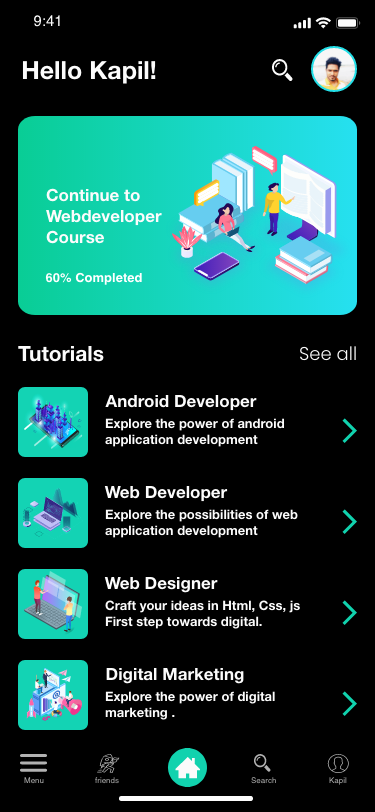 9:41
Hello Kapil!
Continue to
Webdeveloper
Course
60% Completed
Tutorials
See all
Android Developer
Explore the power of android
application development
Web Developer
Explore the possibilities of web
application development
Web Designer
Craft your ideas in Html, Css, js
First step towards digital.
Digital Marketing
Explore the power of digital
marketing .
Menu
friends
Search
Kapil